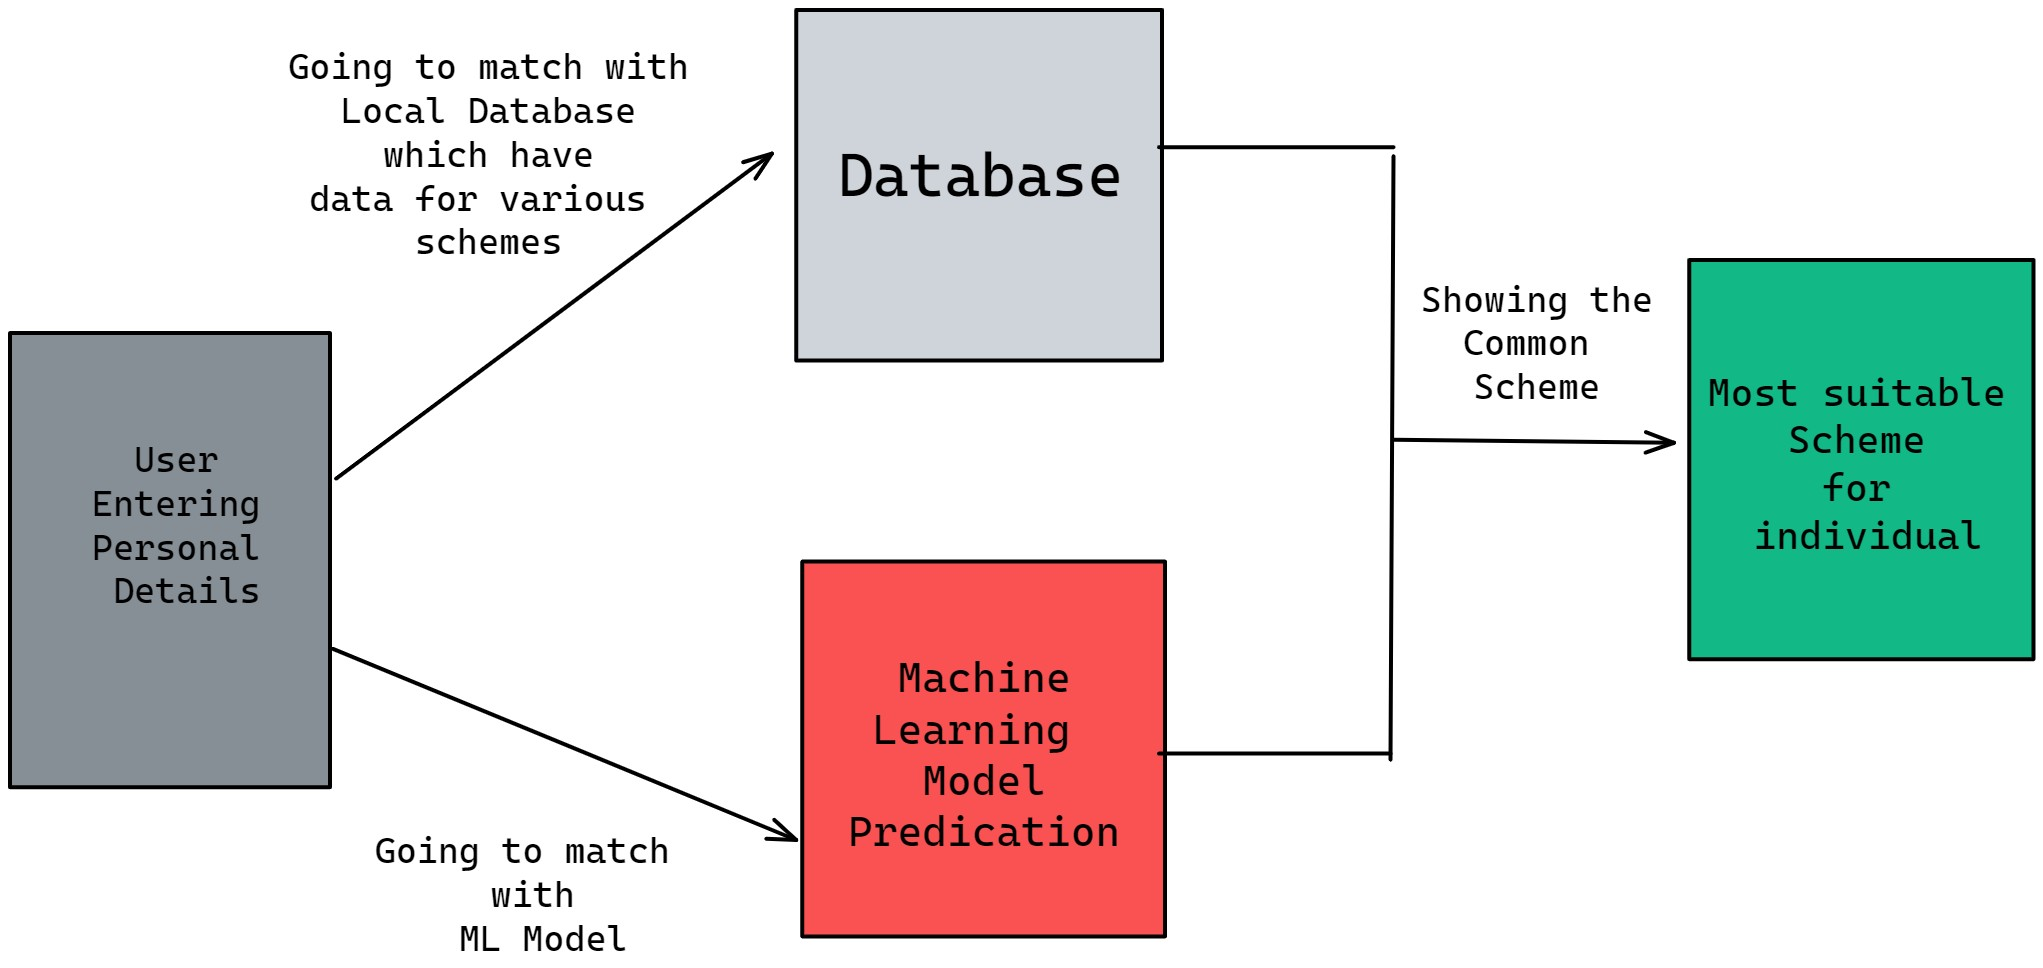 Going to match with
Local Database
which have
data for various
schemes
Database
User
Entering
Personal
Details
Showing the
Common
Scheme
Most suitable
Scheme
for
individual
Machine
Learning
Model
Predication
Going to match
with
ML Model